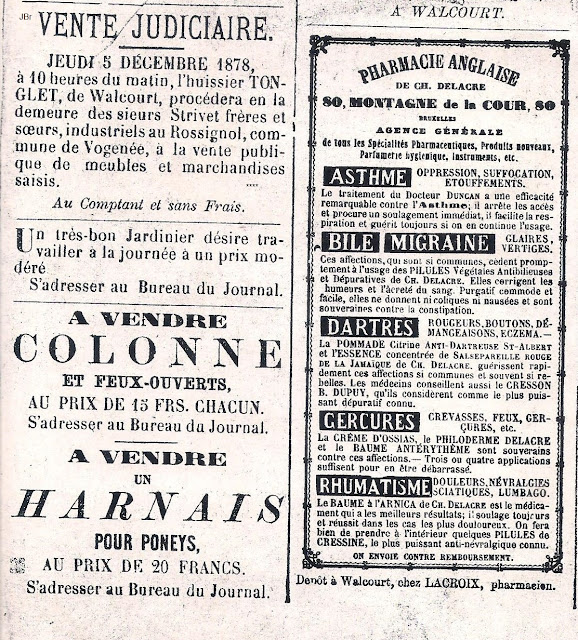 JBr
VENTE JUDICIAIRE.
JEUDI 5 DÉCEMBRE 1878,
à 10 heures du matin, l'huissier TON-
GLET, de Walcourt, procédera en la
demeure des sieurs Strivet frères et
sœurs, industriels au Rossignol, com-
mune de Vogenée, à la vente publi-
que de meubles et marchandises
saisis. ....
Au Comptant et sans Frais.
Un très-bon Jardinier désire tra-
vailler à la journée à un prix mo-
déré
S'adresser au Bureau du Journal.
A VENDRE
COLONNE
ET FEUX-OUVERTS,
AU PRIX DE 15 FRS. CHACUN.
S'adresser au Bureau du Journal.
A VENDRE
UN
HARNAIS
POUR PONEYS,
AU PRIX DE 20 FRANCS.
S'adresser au Bureau du Journal.
A WALCOURT.
PHARMACIE ANGLAISE
DE CH. DELACRE
80, MONTAGNE de la COUR, 80
BRUXELLES
AGENCE GÉNÉRALE
de tous les Spécialités Pharmaceutiques, Produits nouveaux,
Parfumerie hygienique, instruments, etc.
ASTHME OPPRESSION, SUFFOCATION,
ETOUFFEMENTS.
Le traitement du Docteur DUNCAN a une efficacité
remarquable contre l'Asthme; il arrête les accès
et procure un soulagement immédiat, il facilite la res-
piration et guérit toujours si on en continue l'usage.
BILE MIGRAINE GLAIRES,
VERTIGES,
Ces affections, qui sont si communes, cèdent promp-
tement à l'usage des PILULES Végétales Antibilieuses
et Dépuratives de CH. DELACRE. Elles corrigent les
humeurs et l'âcreté du sang. Purgatif commode et
facile, elles ne donnent ni coliques ni nausées et sont
souveraines contre la constipation.
DARTRES ROUGEURS, BOUTONS, DÉ-
MANGEAISONS, ECZEMA.—
La POMMADE Citrine ANTI-DARTREUSE ST-ALBERT
et l'ESSENCE concentrée de SALSEPAREILLE ROUGE
DE LA JAMAÏQUE de CH. DELACRE, guérissent rapi-
dement ces affections si communes et souvent si re-
belles. Les médecins conseillent aussi le CRESSON
B. DUPUY, qu'ils considèrent comme le plus puis-
sant dépuratif connu.
GERCURES CREVASSES, FEUX, GER-
ÇURES, etc.
La CRÈME D'OSSIAS, le PHILODERME DELACRE
et le BAUME ANTÉRYTHÈME sont souverains
contre ces affections.— Trois ou quatre applications
suffisent pour en être débarrassé.
RHUMATISME DOULEURS, NÉVRALGIES
SCIATIQUES, LUMBAGO.
Le BAUME à l'ARNICA de CH. DELACRE est le médica-
ment qui a les meilleurs résultats; il soulage toujours
et réussit dans les cas les plus douloureux. On fera
bien de prendre à l'intérieur quelques PILULES de
CRESSINE, le plus puissant anti-névralgique connu.
ON ENVOIE CONTRE REMBOURSEMENT.
Depôt à Walcourt, chez LACROIX, pharmacien.